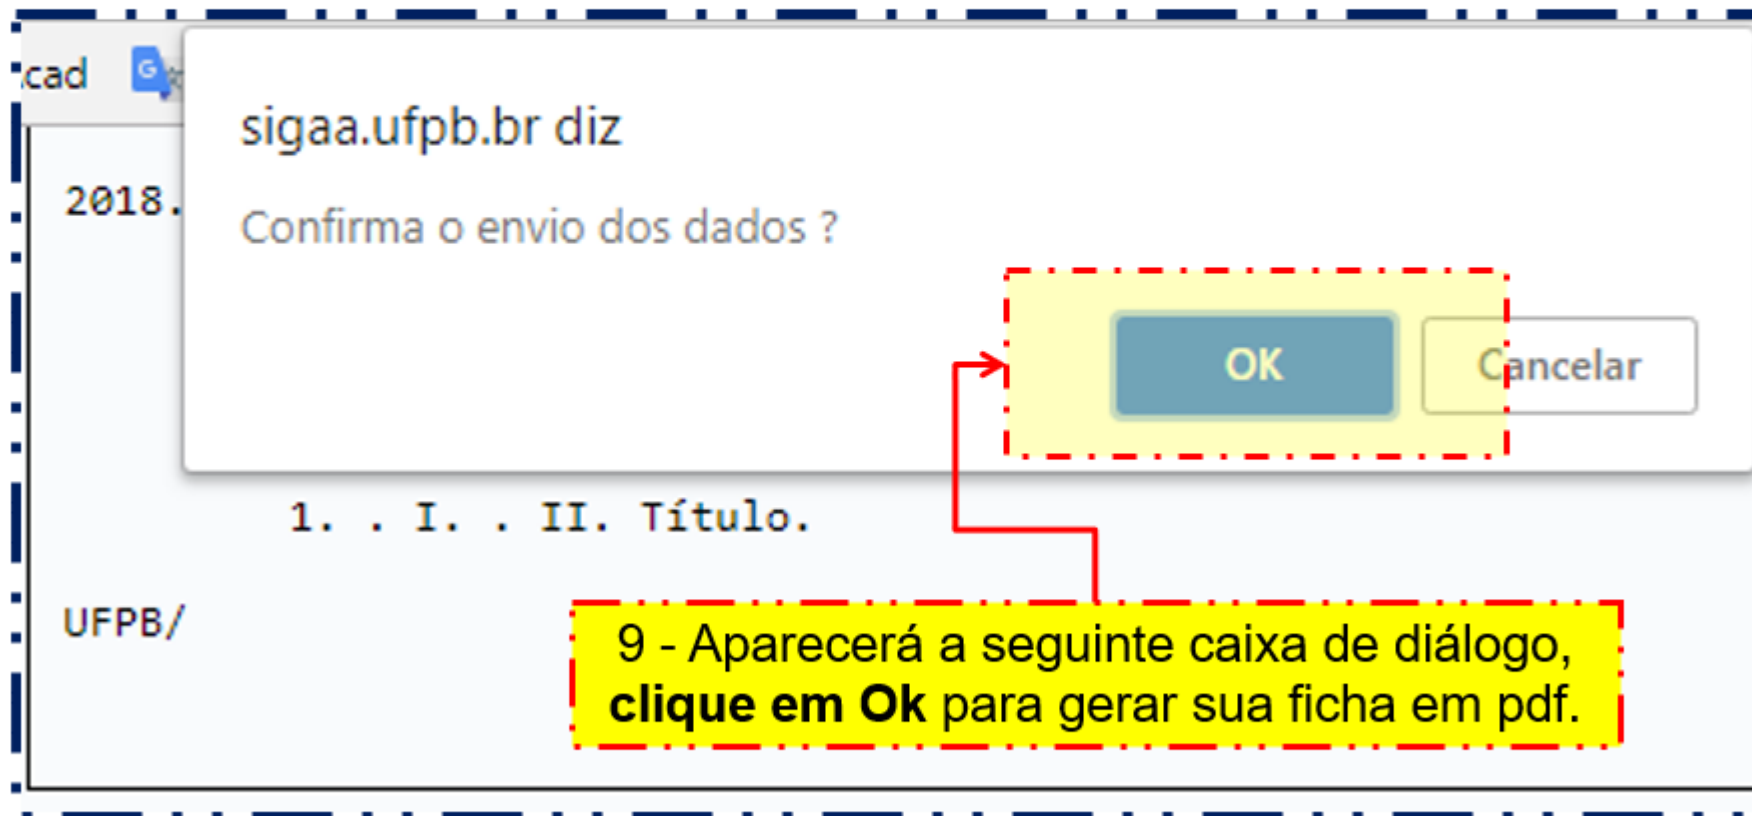 cad
sigaa.ufpb.br diz
2018.
Confirma o envio dos dados ?
OK
Cancelar
1. . I. . II. Título.
UFPB/
9 - Aparecerá a seguinte caixa de diálogo,
clique em Ok para gerar sua ficha em pdf.